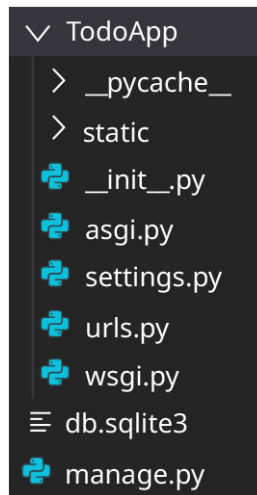 TodoApp
__pycache__
static
__init__.py
asgi.py
settings.py
urls.py
wsgi.py
db.sqlite3
manage.py